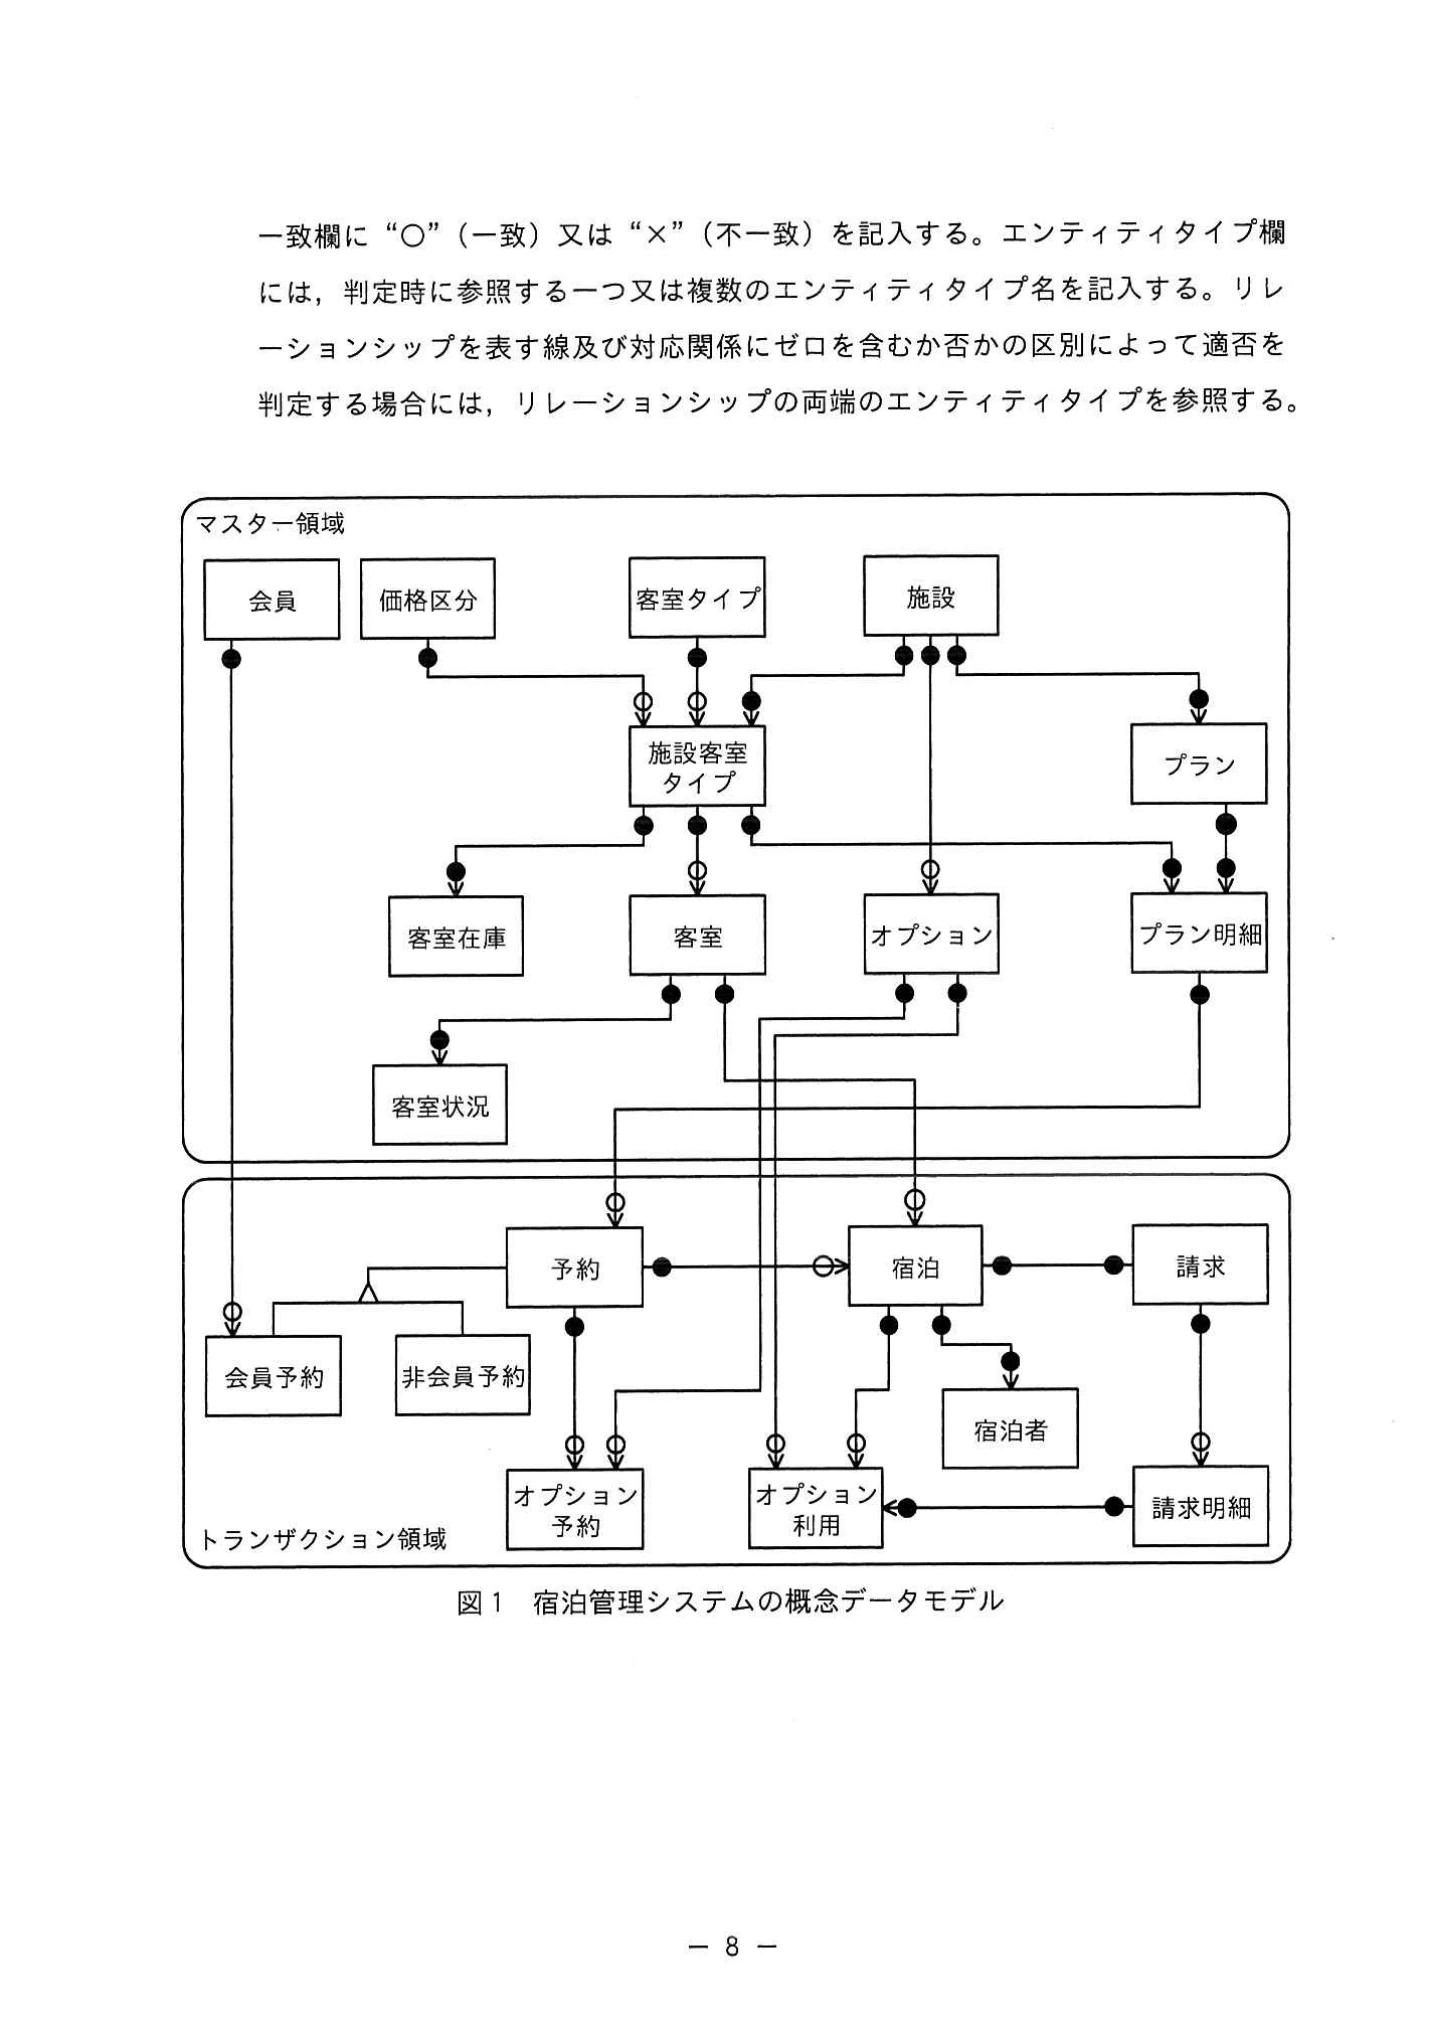 一致欄に“○”（一致）又は“×”（不一致）を記入する。エンティティタイプ欄
には，判定時に参照する一つ又は複数のエンティティタイプ名を記入する。リレ
ーションシップを表す線及び対応関係にゼロを含むか否かの区別によって適否を
判定する場合には，リレーションシップの両端のエンティティタイプを参照する。
マスター領域
会員
価格区分
客室タイプ
施設
施設客室
タイプ
プラン
客室在庫
客室
オプション
プラン明細
客室状況
予約
宿泊
請求
会員予約
非会員予約
宿泊者
オプション
予約
オプション
利用
請求明細
トランザクション領域
図1　宿泊管理システムの概念データモデル
－ 8 －